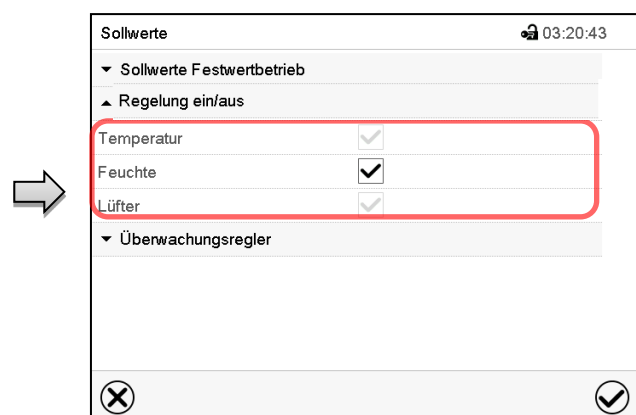 Sollwerte 03:20:43
Sollwerte Festwertbetrieb
Regelung ein/aus
Temperatur
Feuchte
Lüfter
Überwachungsregler